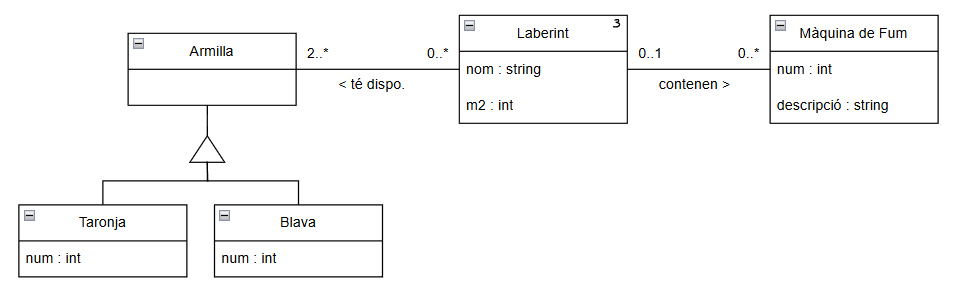 Armilla
2..*
0..*
< té dispo.
Laberint
3
nom : string
m2 : int
0..1
0..*
contenen >
Màquina de Fum
num : int
descripció : string
Taronja
num : int
Blava
num : int